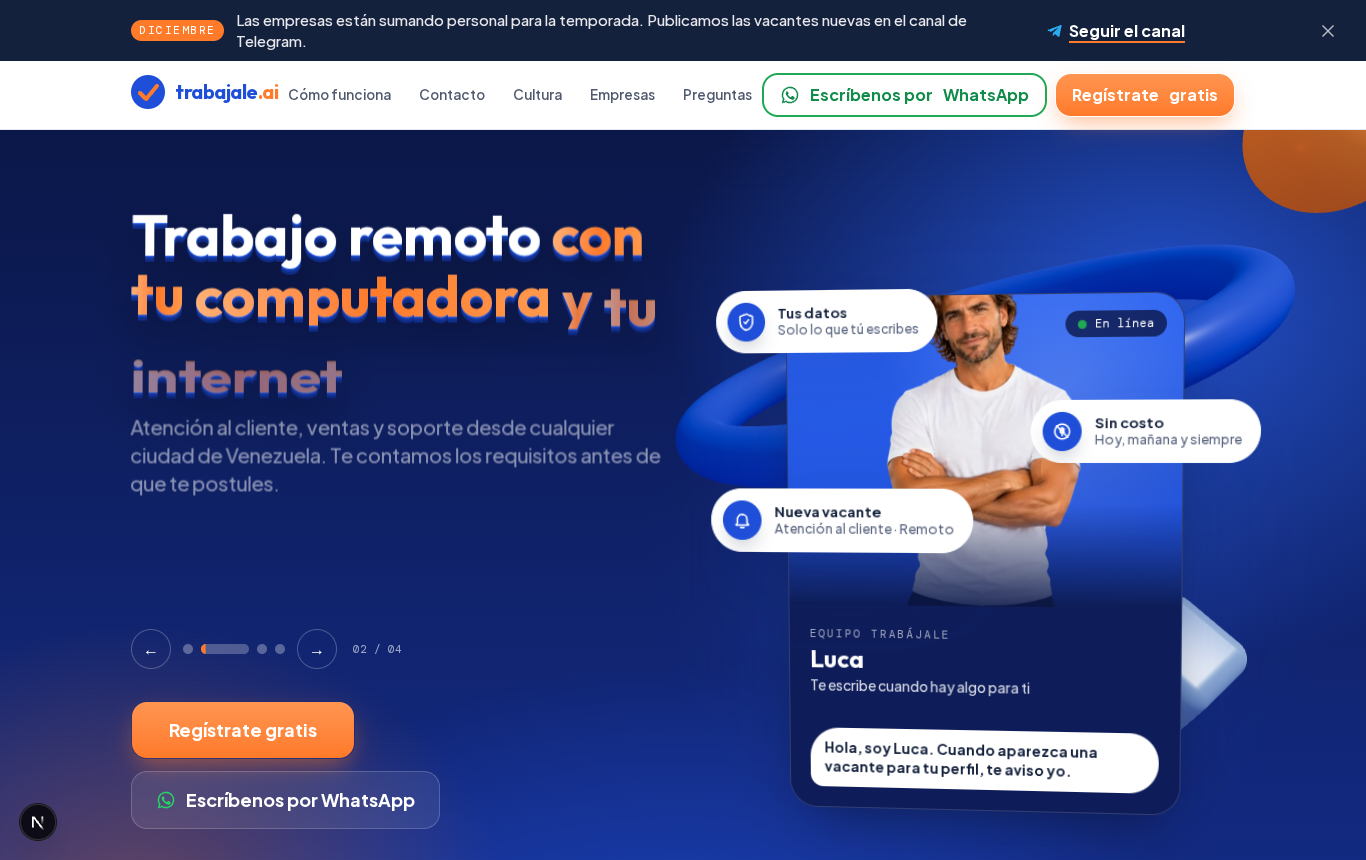 DICIEMBRE
Las empresas están sumando personal para la temporada. Publicamos las vacantes nuevas en el canal de
Telegram.
Seguir el canal
trabajale.ai
Cómo funciona
Contacto
Cultura
Empresas
Preguntas
Escríbenos por WhatsApp
Regístrate gratis
Trabajo remoto con
tu computadora y tu
internet
Atención al cliente, ventas y soporte desde cualquier
ciudad de Venezuela. Te contamos los requisitos antes de
que te postules.
← → 02 / 04
Regístrate gratis
Escríbenos por WhatsApp
N
Tus datos
Solo lo que tú escribes
En línea
Sin costo
Hoy, mañana y siempre
Nueva vacante
Atención al cliente · Remoto
EQUIPO TRABÁJALE
Luca
Te escribe cuando hay algo para ti
Hola, soy Luca. Cuando aparezca una
vacante para tu perfil, te aviso yo.